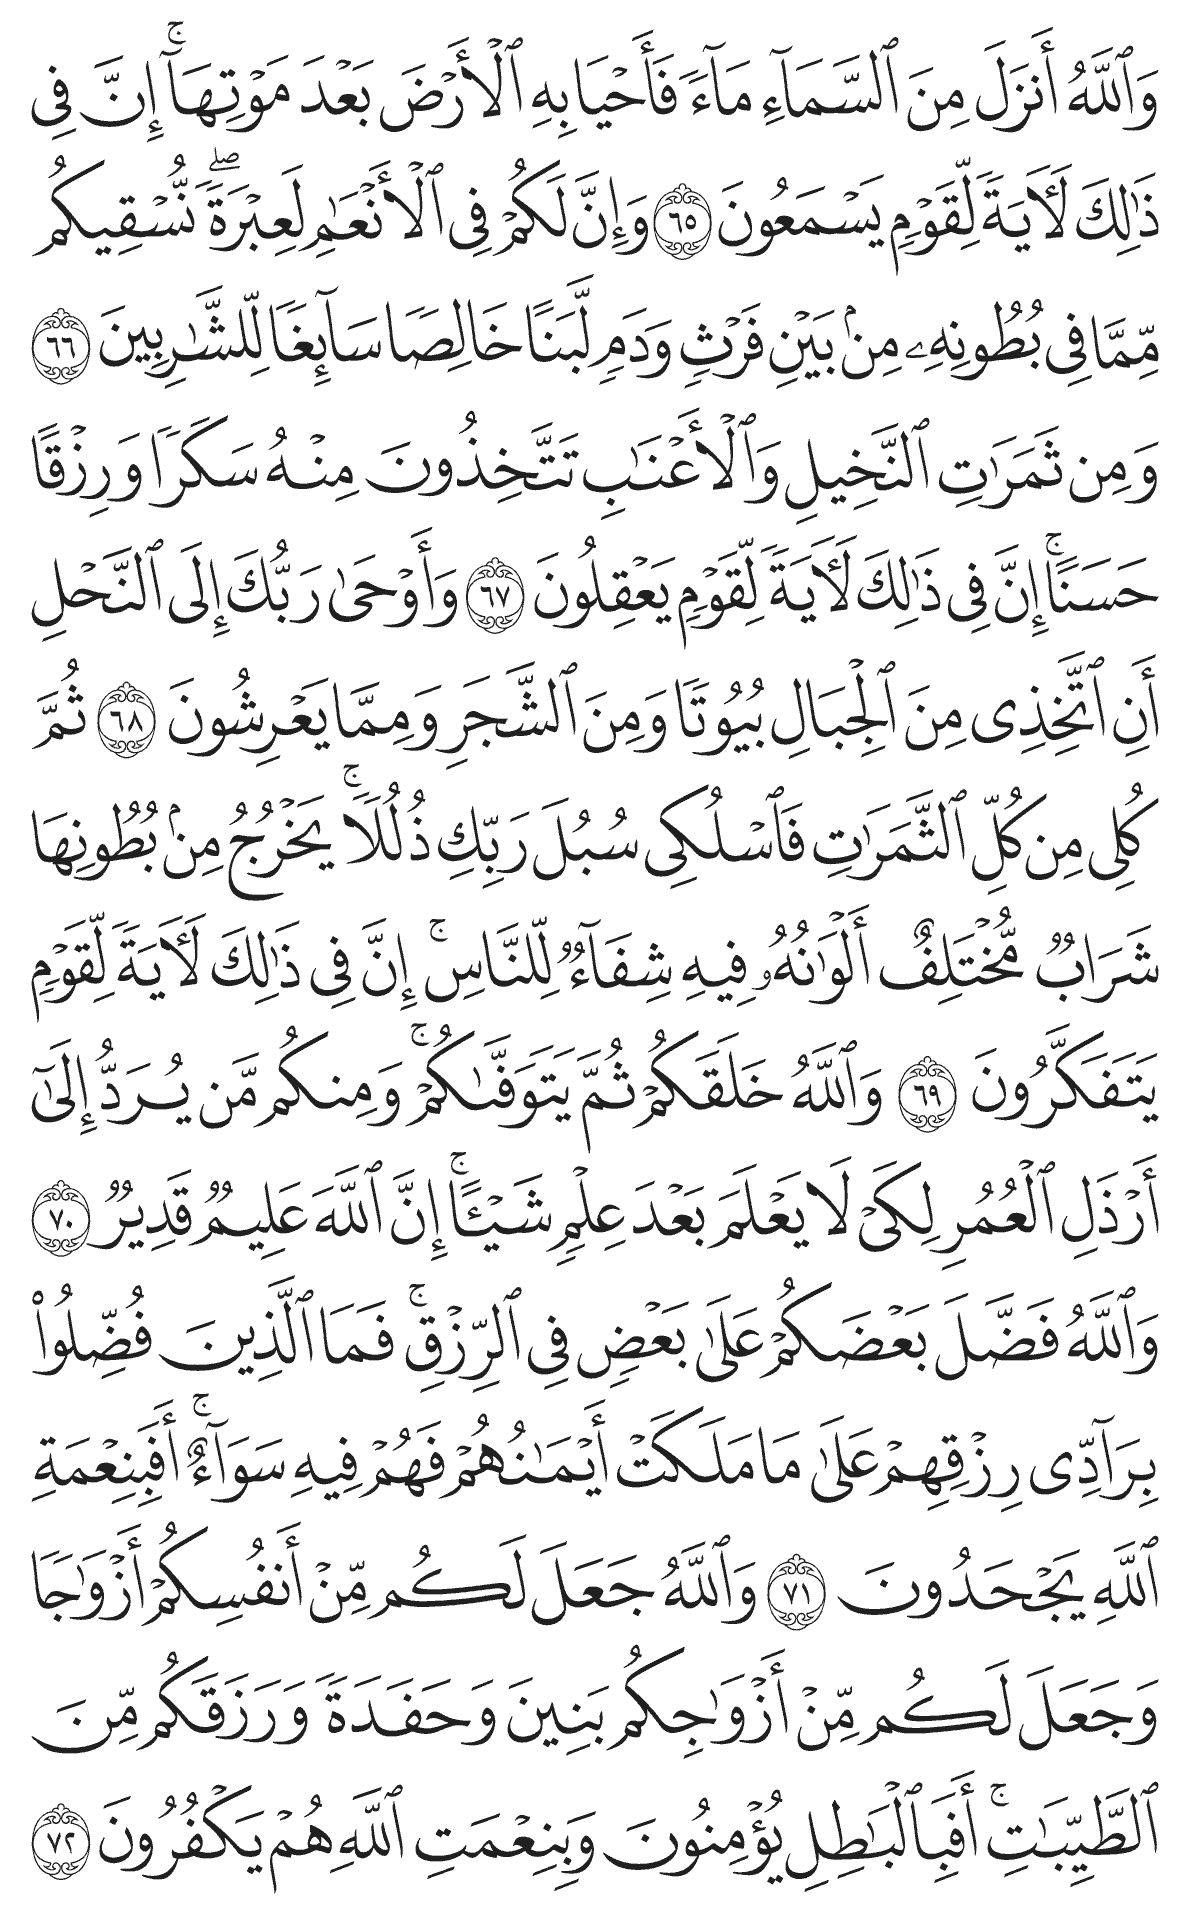 وَٱللَّهُ أَنزَلَ مِنَ ٱلسَّمَآءِ مَآءً فَأَحْيَا بِهِ ٱلْأَرْضَ بَعْدَ مَوْتِهَآ ۚ إِنَّ فِى
ذَٰلِكَ لَـَٔايَةً لِّقَوْمٍ يَسْمَعُونَ ٦٥ وَإِنَّ لَكُمْ فِى ٱلْأَنْعَـٰمِ لَعِبْرَةً ۖ نُّسْقِيكُم
مِّمَّا فِى بُطُونِهِۦ مِنۢ بَيْنِ فَرْثٍ وَدَمٍ لَّبَنًا خَالِصًا سَآئِغًا لِّلشَّـٰرِبِينَ ٦٦
وَمِن ثَمَرَٰتِ ٱلنَّخِيلِ وَٱلْأَعْنَـٰبِ تَتَّخِذُونَ مِنْهُ سَكَرًا وَرِزْقًا
حَسَنًا ۗ إِنَّ فِى ذَٰلِكَ لَـَٔايَةً لِّقَوْمٍ يَعْقِلُونَ ٦٧ وَأَوْحَىٰ رَبُّكَ إِلَى ٱلنَّحْلِ
أَنِ ٱتَّخِذِى مِنَ ٱلْجِبَالِ بُيُوتًا وَمِنَ ٱلشَّجَرِ وَمِمَّا يَعْرِشُونَ ٦٨ ثُمَّ
كُلِى مِن كُلِّ ٱلثَّمَرَٰتِ فَٱسْلُكِى سُبُلَ رَبِّكِ ذُلُلًا ۚ يَخْرُجُ مِنۢ بُطُونِهَا
شَرَابٌ مُّخْتَلِفٌ أَلْوَٰنُهُۥ فِيهِ شِفَآءٌ لِّلنَّاسِ ۚ إِنَّ فِى ذَٰلِكَ لَـَٔايَةً لِّقَوْمٍ
يَتَفَكَّرُونَ ٦٩ وَٱللَّهُ خَلَقَكُمْ ثُمَّ يَتَوَفَّىٰكُمْ ۚ وَمِنكُم مَّن يُرَدُّ إِلَىٰٓ
أَرْذَلِ ٱلْعُمُرِ لِكَىْ لَا يَعْلَمَ بَعْدَ عِلْمٍ شَيْـًٔا ۚ إِنَّ ٱللَّهَ عَلِيمٌ قَدِيرٌ ٧٠
وَٱللَّهُ فَضَّلَ بَعْضَكُمْ عَلَىٰ بَعْضٍ فِى ٱلرِّزْقِ ۚ فَمَا ٱلَّذِينَ فُضِّلُوا۟
بِرَآدِّى رِزْقِهِمْ عَلَىٰ مَا مَلَكَتْ أَيْمَـٰنُهُمْ فَهُمْ فِيهِ سَوَآءٌ ۚ أَفَبِنِعْمَةِ
ٱللَّهِ يَجْحَدُونَ ٧١ وَٱللَّهُ جَعَلَ لَكُم مِّنْ أَنفُسِكُمْ أَزْوَٰجًا
وَجَعَلَ لَكُم مِّنْ أَزْوَٰجِكُم بَنِينَ وَحَفَدَةً وَرَزَقَكُم مِّنَ
ٱلطَّيِّبَـٰتِ ۚ أَفَبِٱلْبَـٰطِلِ يُؤْمِنُونَ وَبِنِعْمَتِ ٱللَّهِ هُمْ يَكْفُرُونَ ٧٢